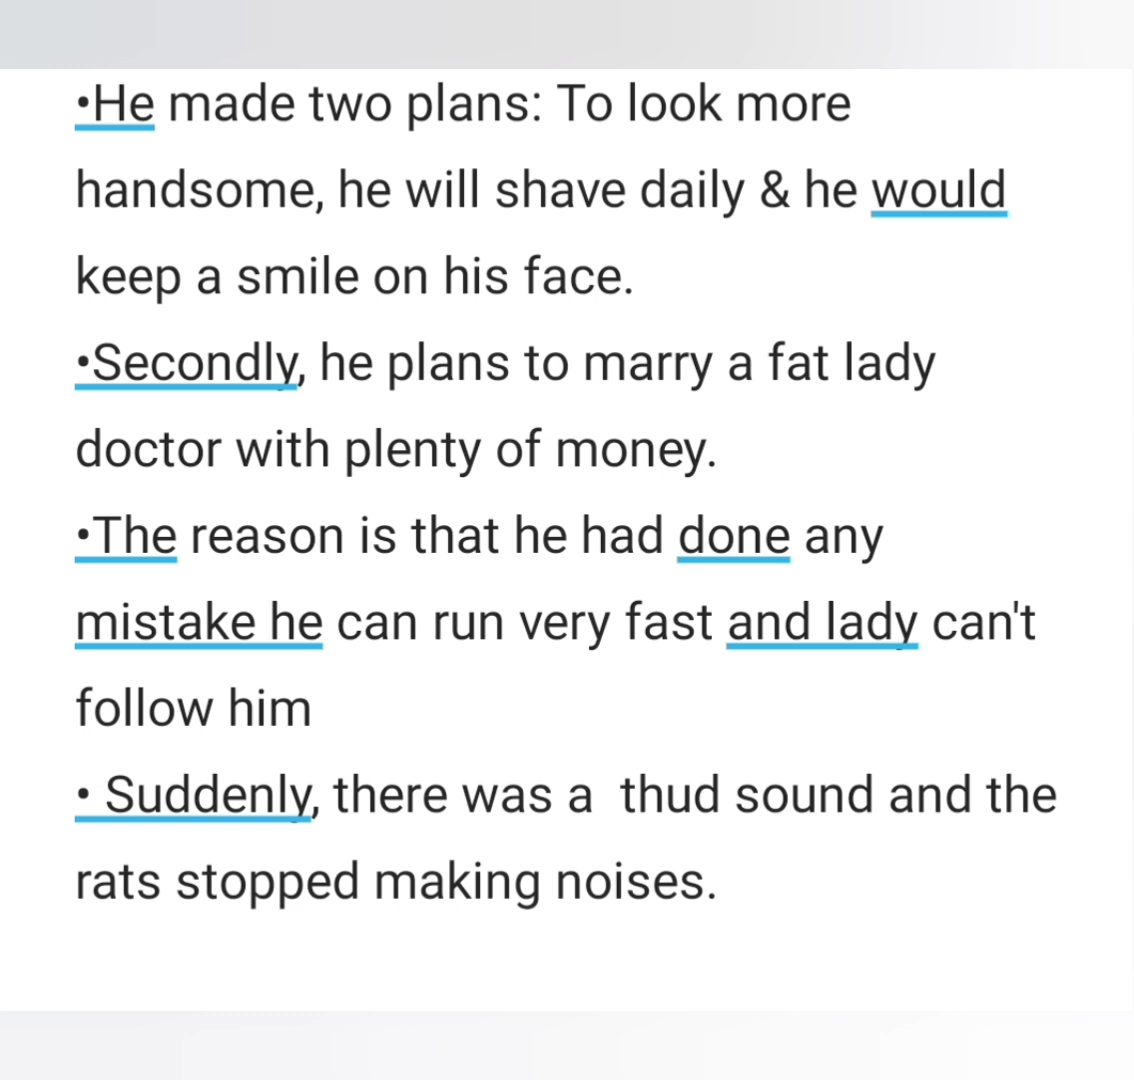 •He made two plans: To look more
handsome, he will shave daily & he would
keep a smile on his face.
•Secondly, he plans to marry a fat lady
doctor with plenty of money.
•The reason is that he had done any
mistake he can run very fast and lady can't
follow him
• Suddenly, there was a  thud sound and the
rats stopped making noises.